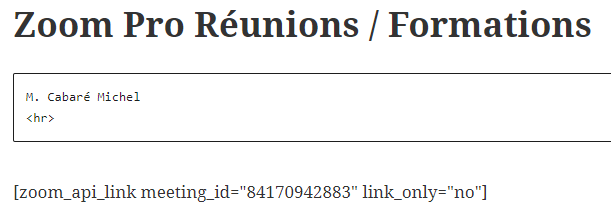 Zoom Pro Réunions / Formations
M. Cabaré Michel
<hr>
[zoom_api_link meeting_id="84170942883" link_only="no"]